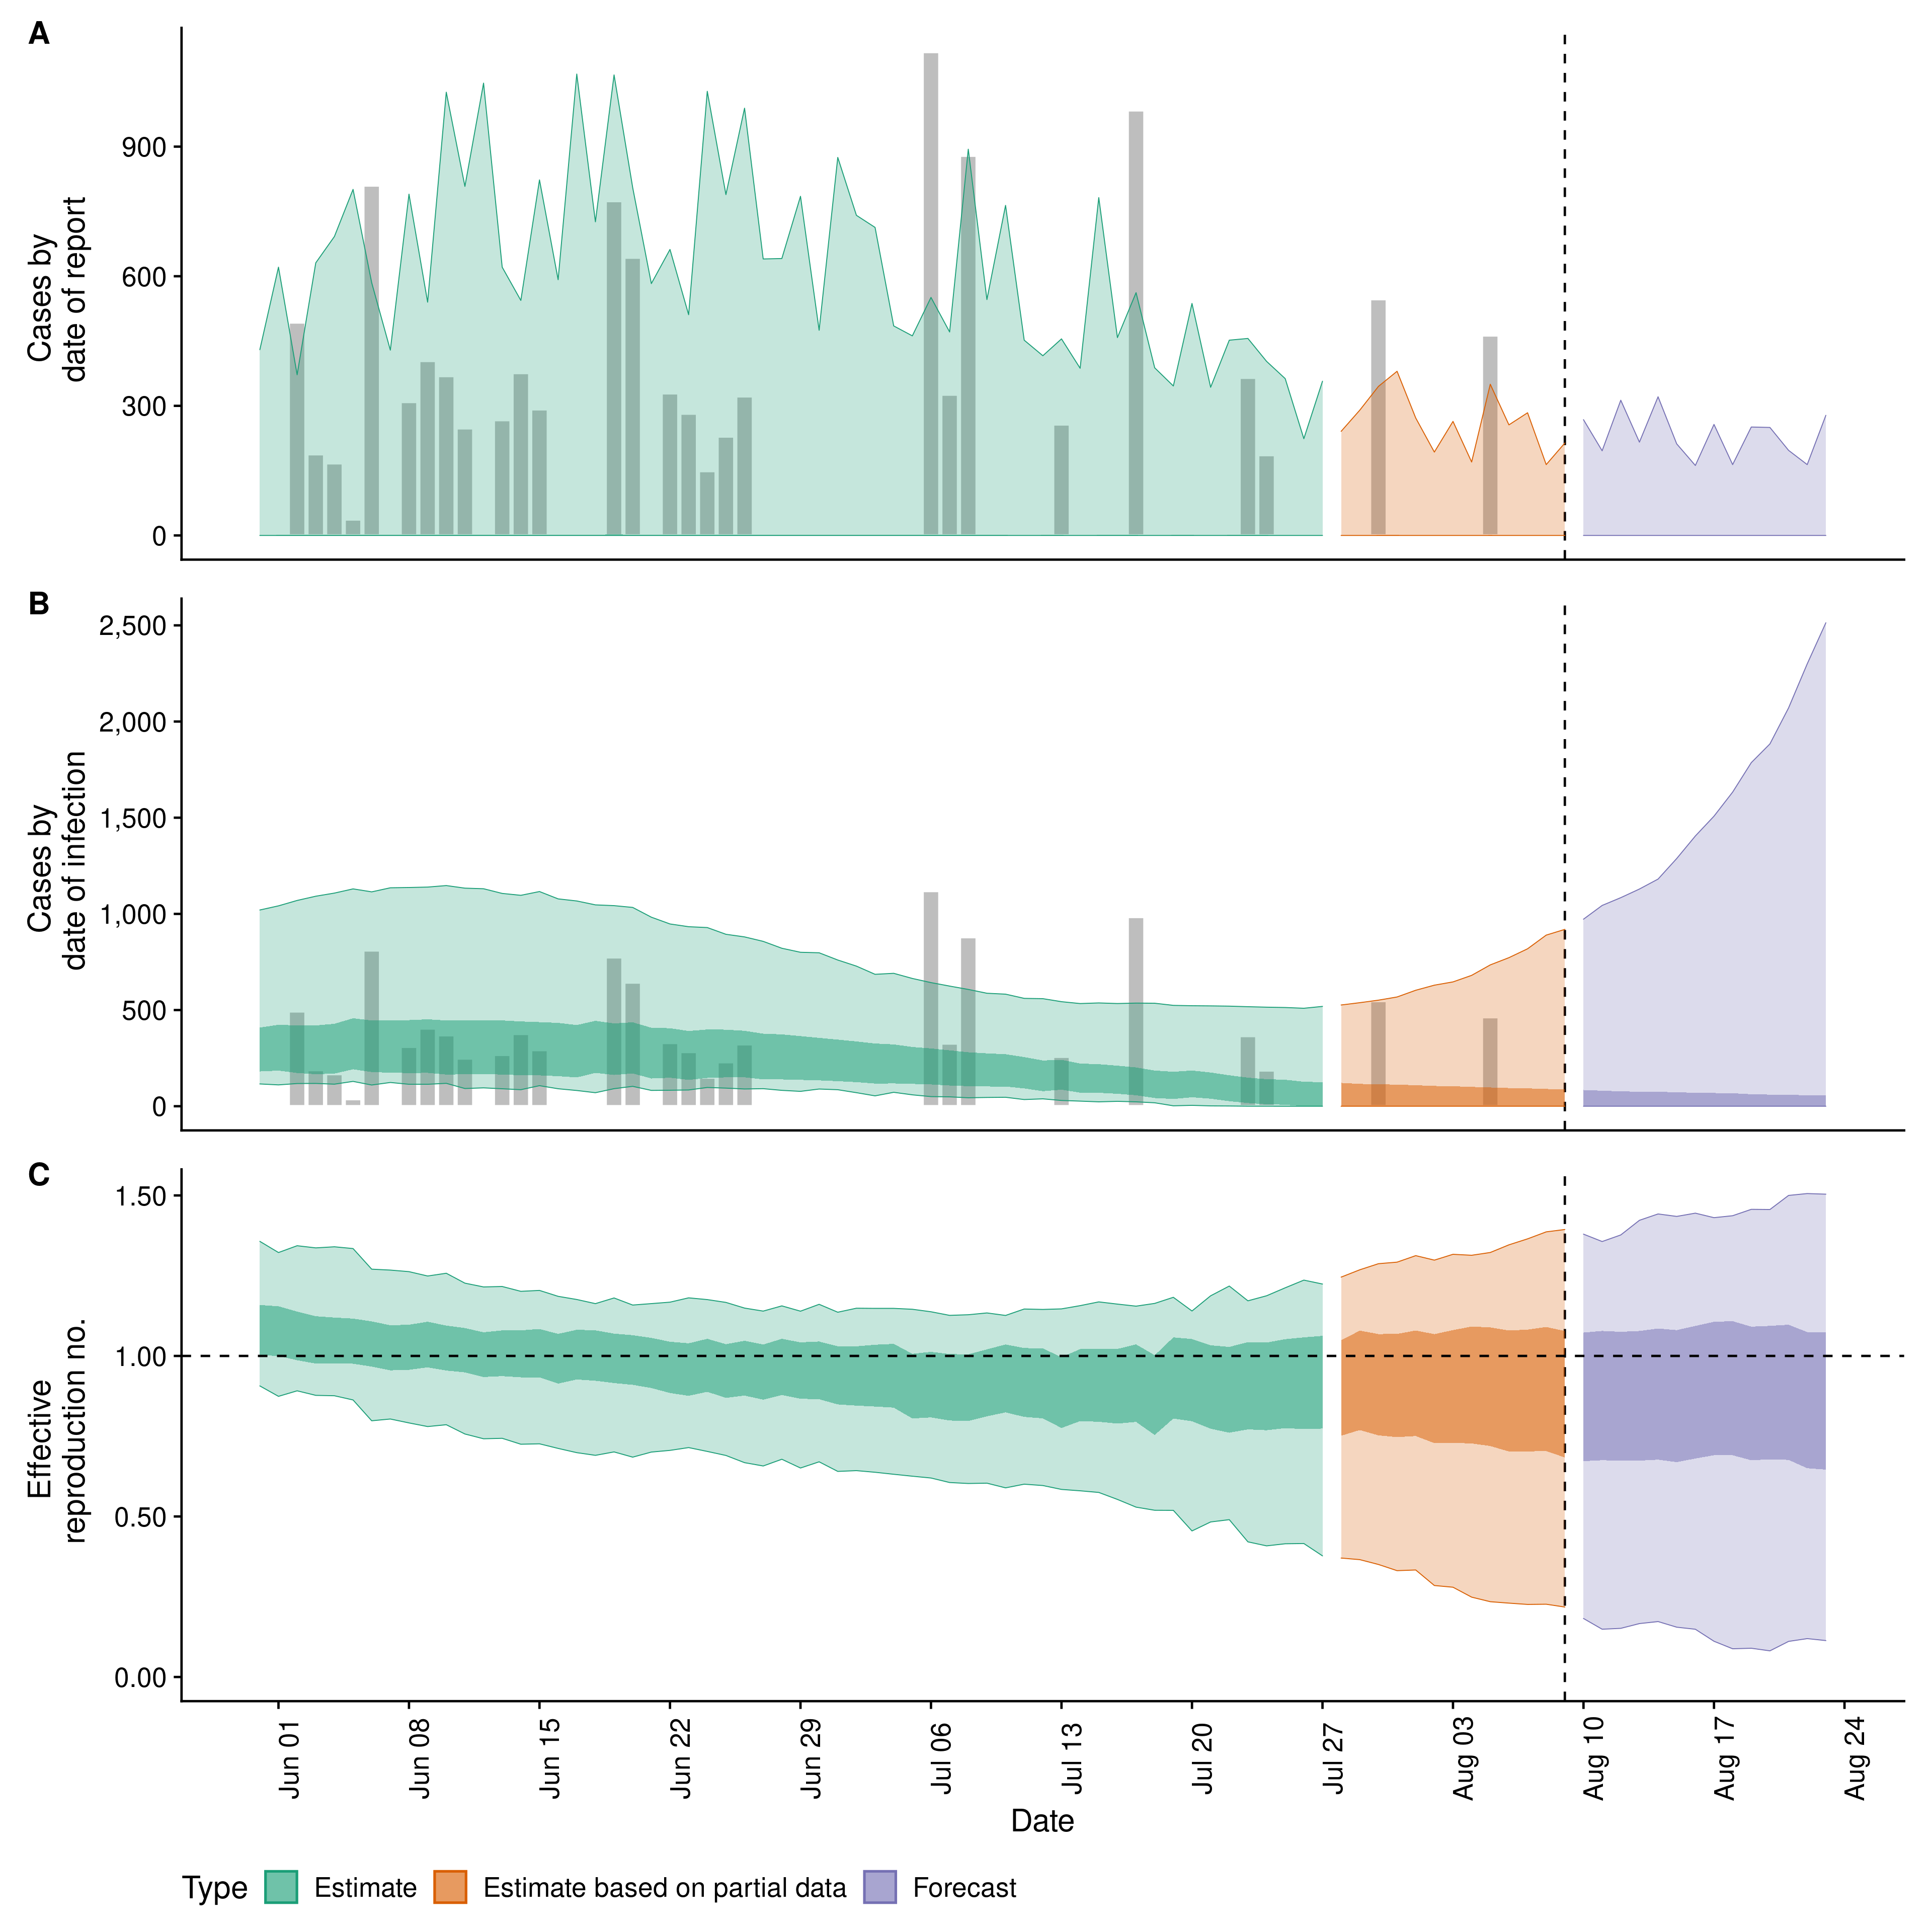 A
Cases by
date of report
900
600
300
0
B
Cases by
date of infection
2,500
2,000
1,500
1,000
500
0
C
Effective
reproduction no.
1.50
1.00
0.50
0.00
Jun 01
Jun 08
Jun 15
Jun 22
Jun 29
Jul 06
Jul 13
Jul 20
Jul 27
Aug 03
Aug 10
Aug 17
Aug 24
Date
Type Estimate Estimate based on partial data Forecast